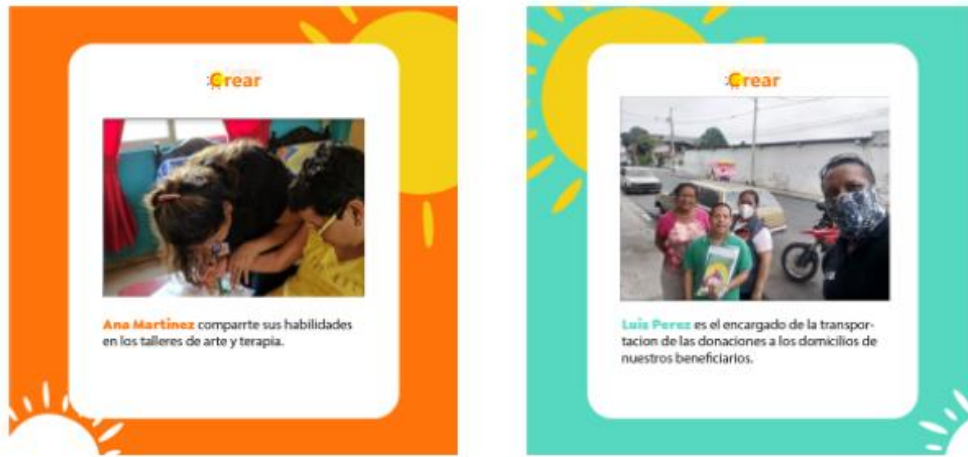 Crear
Ana Martinez comparrte sus habilidades
en los talleres de arte y terapia.
Crear
Luis Perez es el encargado de la transpor-
tacion de las donaciones a los domicilios de
nuestros beneficiarios.